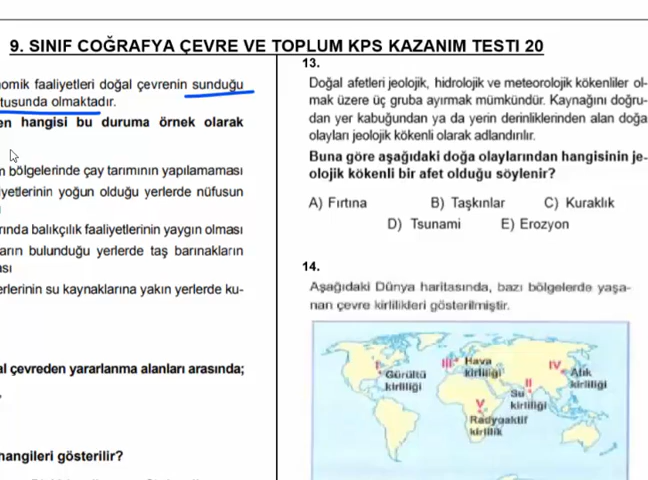 9. SINIF COĞRAFYA ÇEVRE VE TOPLUM KPS KAZANIM TESTİ 20
omik faaliyetleri doğal çevrenin sunduğu
tusunda olmaktadır.
en hangisi bu duruma örnek olarak
n bölgelerinde çay tarımının yapılamaması
iyetlerinin yoğun olduğu yerlerde nüfusun
rında balıkçılık faaliyetlerinin yaygın olması
arın bulunduğu yerlerde taş barınakların
ası
erlerinin su kaynaklarına yakın yerlerde ku-
al çevreden yararlanma alanları arasında;
hangileri gösterilir?
13.
Doğal afetleri jeolojik, hidrolojik ve meteorolojik kökenliler ol-
mak üzere üç gruba ayırmak mümkündür. Kaynağını doğru-
dan yer kabuğundan ya da yerin derinliklerinden alan doğa
olayları jeolojik kökenli olarak adlandırılır.
Buna göre aşağıdaki doğa olaylarından hangisinin je-
olojik kökenli bir afet olduğu söylenir?
A) Fırtına B) Taşkınlar C) Kuraklık
D) Tsunami E) Erozyon
14.
Aşağıdaki Dünya haritasında, bazı bölgelerde yaşa-
nan çevre kirlilikleri gösterilmiştir.
I
Gürültü
kirliliği
III
Hava
kirliliği
IV
Atık
kirliliği
II
Su
kirliliği
V
Radyoaktif
kirlilik